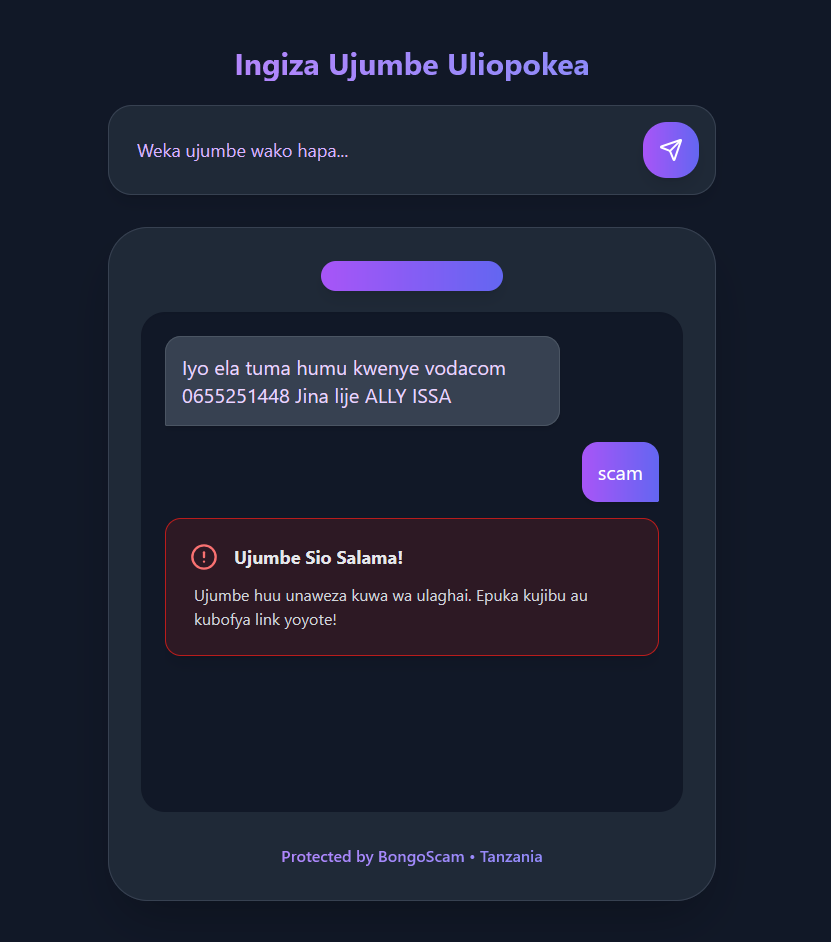 Ingiza Ujumbe Uliopokea
Weka ujumbe wako hapa...
Iyo ela tuma humu kwenye vodacom
0655251448 Jina lije ALLY ISSA
scam
Ujumbe Sio Salama!
Ujumbe huu unaweza kuwa wa ulaghai. Epuka kujibu au
kubofya link yoyote!
Protected by BongoScam • Tanzania